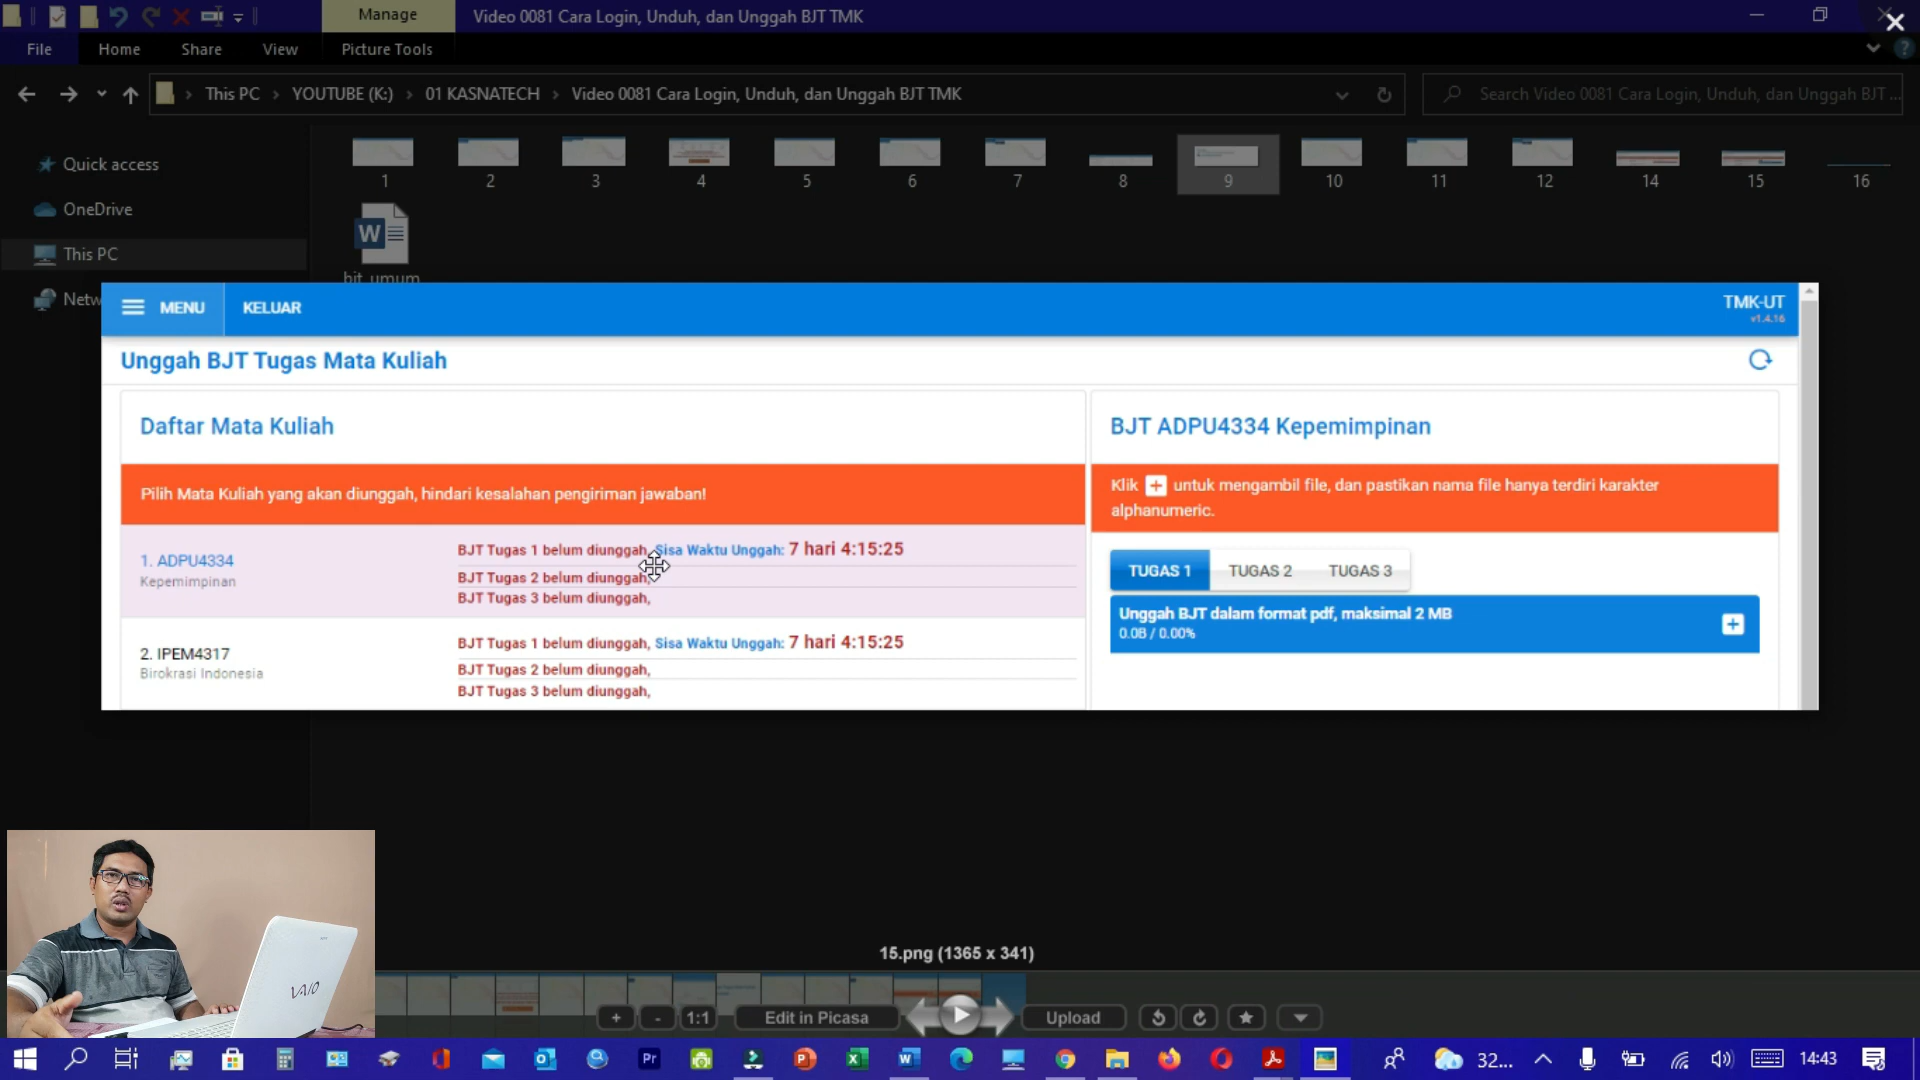 Manage
Video 0081 Cara Login, Unduh, dan Unggah BJT TMK
File
Home
Share
View
Picture Tools
This PC
YOUTUBE (K:)
01 KASNATECH
Video 0081 Cara Login, Unduh, dan Unggah BJT TMK
Search Video 0081 Cara Login, Unduh, dan Unggah BJT ...
Quick access
OneDrive
This PC
Netw
1
2
3
4
5
6
7
8
9
10
11
12
14
15
16
W
bjt_umum
MENU
KELUAR
TMK-UT
v1.4.16
Unggah BJT Tugas Mata Kuliah
Daftar Mata Kuliah
Pilih Mata Kuliah yang akan diunggah, hindari kesalahan pengiriman jawaban!
1. ADPU4334
Kepemimpinan
BJT Tugas 1 belum diunggah, Sisa Waktu Unggah: 7 hari 4:15:25
BJT Tugas 2 belum diunggah,
BJT Tugas 3 belum diunggah,
2. IPEM4317
Birokrasi Indonesia
BJT Tugas 1 belum diunggah, Sisa Waktu Unggah: 7 hari 4:15:25
BJT Tugas 2 belum diunggah,
BJT Tugas 3 belum diunggah,
BJT ADPU4334 Kepemimpinan
Klik + untuk mengambil file, dan pastikan nama file hanya terdiri karakter
alphanumeric.
TUGAS 1
TUGAS 2
TUGAS 3
Unggah BJT dalam format pdf, maksimal 2 MB
0.0B / 0.00%
VAIO
15.png (1365 x 341)
+
-
1:1
Edit in Picasa
Upload
Pr
32...
14:43